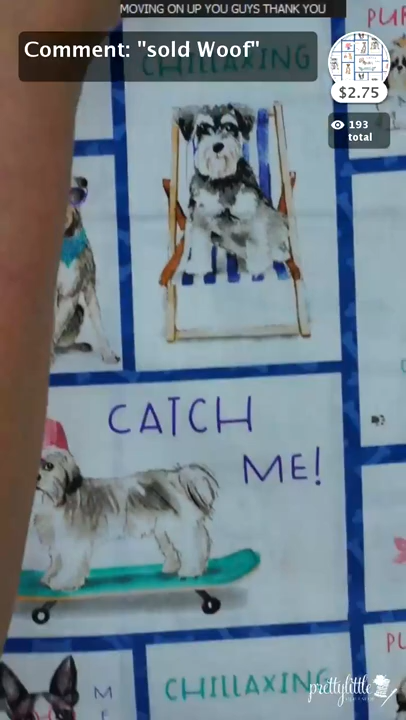 MOVING ON UP YOU GUYS THANK YOU
Comment: "sold Woof"
CHILLAXING
$2.75
193
total
CATCH
ME!
M
CHILLAXING
prettylittle